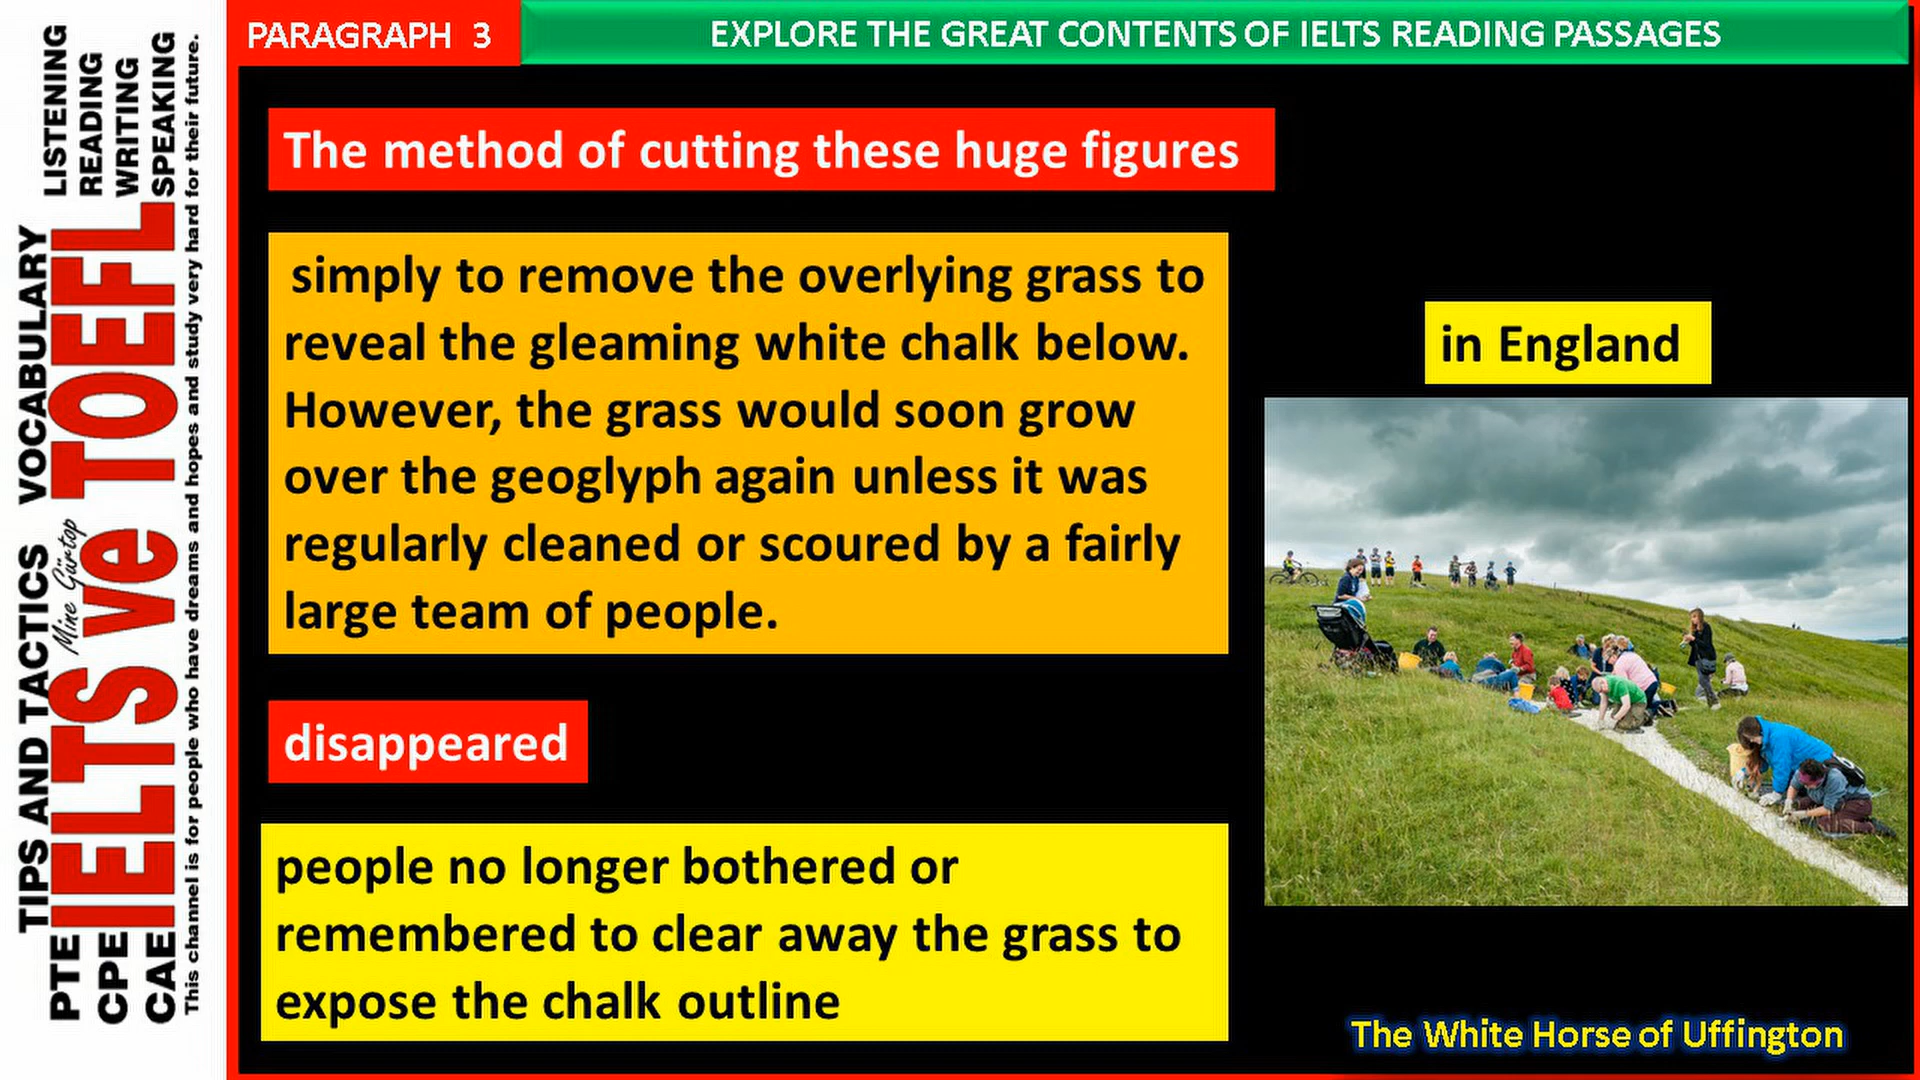 PARAGRAPH 3
EXPLORE THE GREAT CONTENTS OF IELTS READING PASSAGES
The method of cutting these huge figures
simply to remove the overlying grass to
reveal the gleaming white chalk below.
However, the grass would soon grow
over the geoglyph again unless it was
regularly cleaned or scoured by a fairly
large team of people.
in England
disappeared
people no longer bothered or
remembered to clear away the grass to
expose the chalk outline
The White Horse of Uffington
TIPS AND TACTICS VOCABULARY
LISTENING
READING
WRITING
SPEAKING
Mine Gürtop
IELTS ve TOEFL
PTE
CPE
CAE
This channel is for people who have dreams and hopes and study very hard for their future.